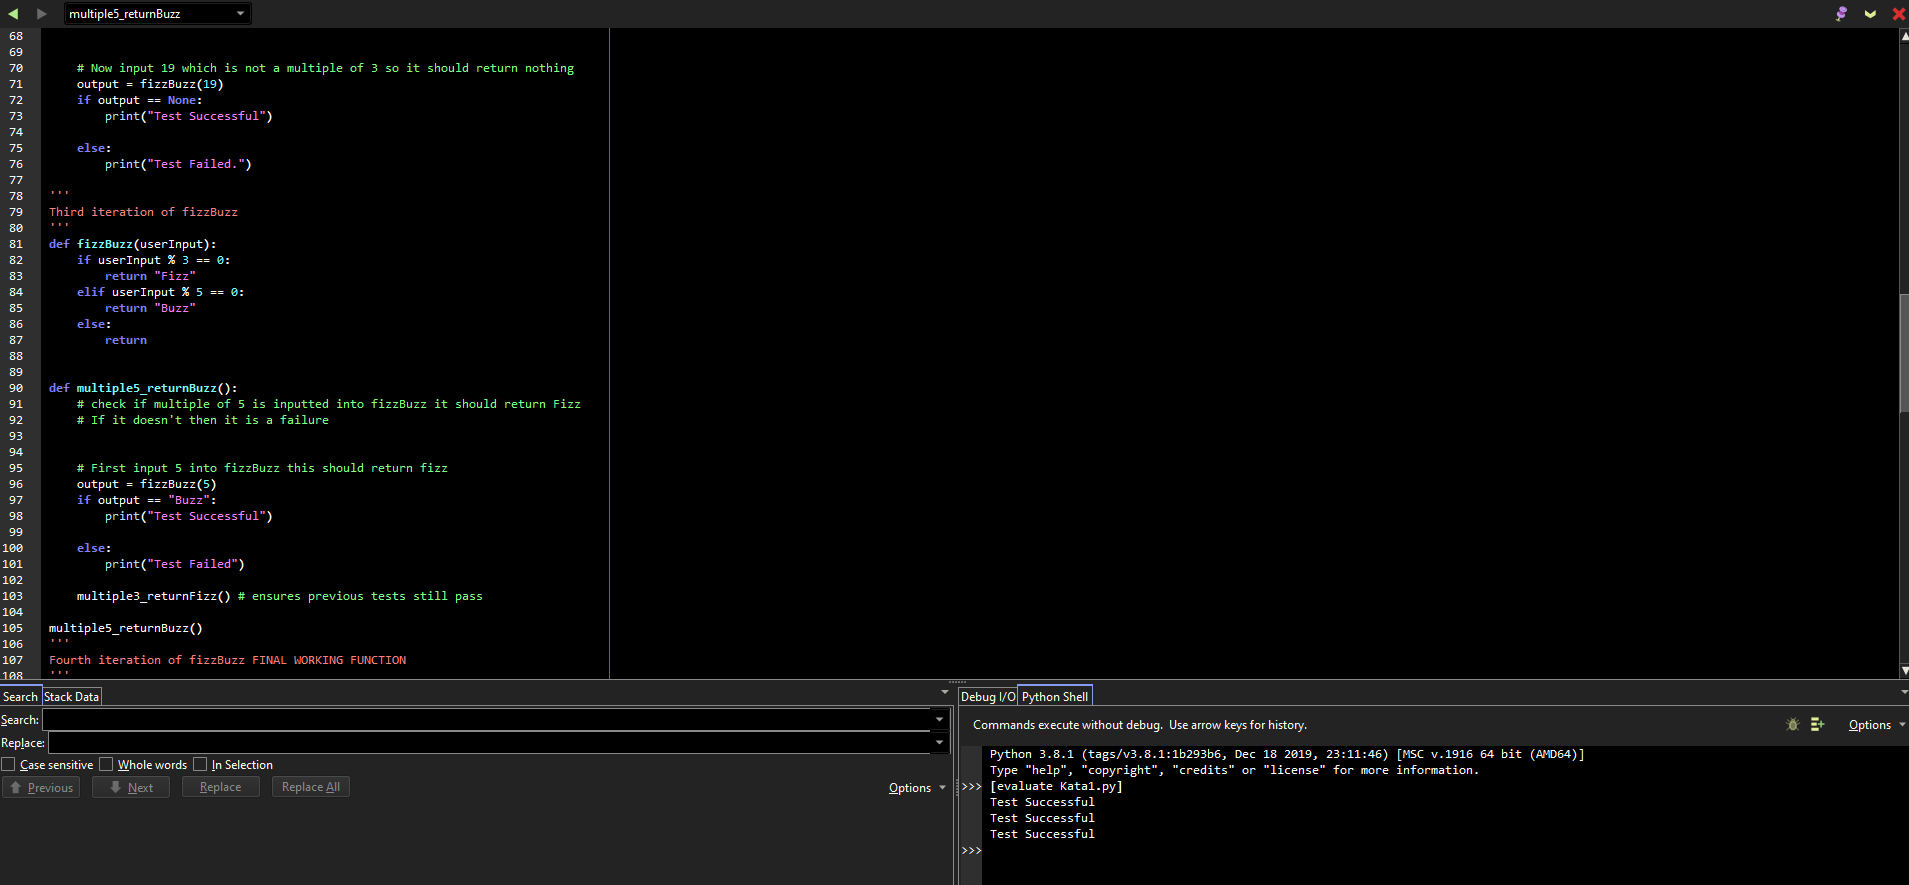 multiple5_returnBuzz
68
69
70 # Now input 19 which is not a multiple of 3 so it should return nothing
71 output = fizzBuzz(19)
72 if output == None:
73 print("Test Successful")
74
75 else:
76 print("Test Failed.")
77
78 '''
79 Third iteration of fizzBuzz
80 '''
81 def fizzBuzz(userInput):
82 if userInput % 3 == 0:
83 return "Fizz"
84 elif userInput % 5 == 0:
85 return "Buzz"
86 else:
87 return
88
89
90 def multiple5_returnBuzz():
91 # check if multiple of 5 is inputted into fizzBuzz it should return Fizz
92 # If it doesn't then it is a failure
93
94
95 # First input 5 into fizzBuzz this should return fizz
96 output = fizzBuzz(5)
97 if output == "Buzz":
98 print("Test Successful")
99
100 else:
101 print("Test Failed")
102
103 multiple3_returnFizz() # ensures previous tests still pass
104
105 multiple5_returnBuzz()
106 '''
107 Fourth iteration of fizzBuzz FINAL WORKING FUNCTION
108 '''
Search Stack Data
Search:
Replace:
Case sensitive Whole words In Selection
Previous Next Replace Replace All Options
Debug I/O Python Shell
Commands execute without debug. Use arrow keys for history. Options
Python 3.8.1 (tags/v3.8.1:1b293b6, Dec 18 2019, 23:11:46) [MSC v.1916 64 bit (AMD64)]
Type "help", "copyright", "credits" or "license" for more information.
>>> [evaluate Kata1.py]
Test Successful
Test Successful
Test Successful
>>>